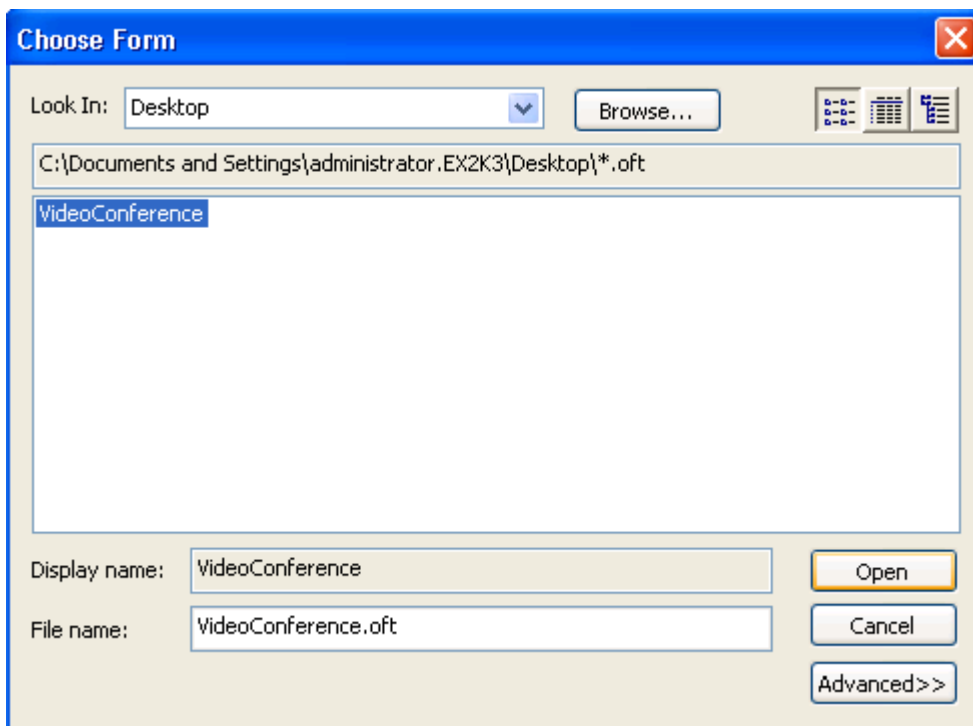 Choose Form
Look In: Desktop Browse...
C:\Documents and Settings\administrator.EX2K3\Desktop\*.oft
VideoConference
Display name: VideoConference Open
File name: VideoConference.oft Cancel
Advanced>>